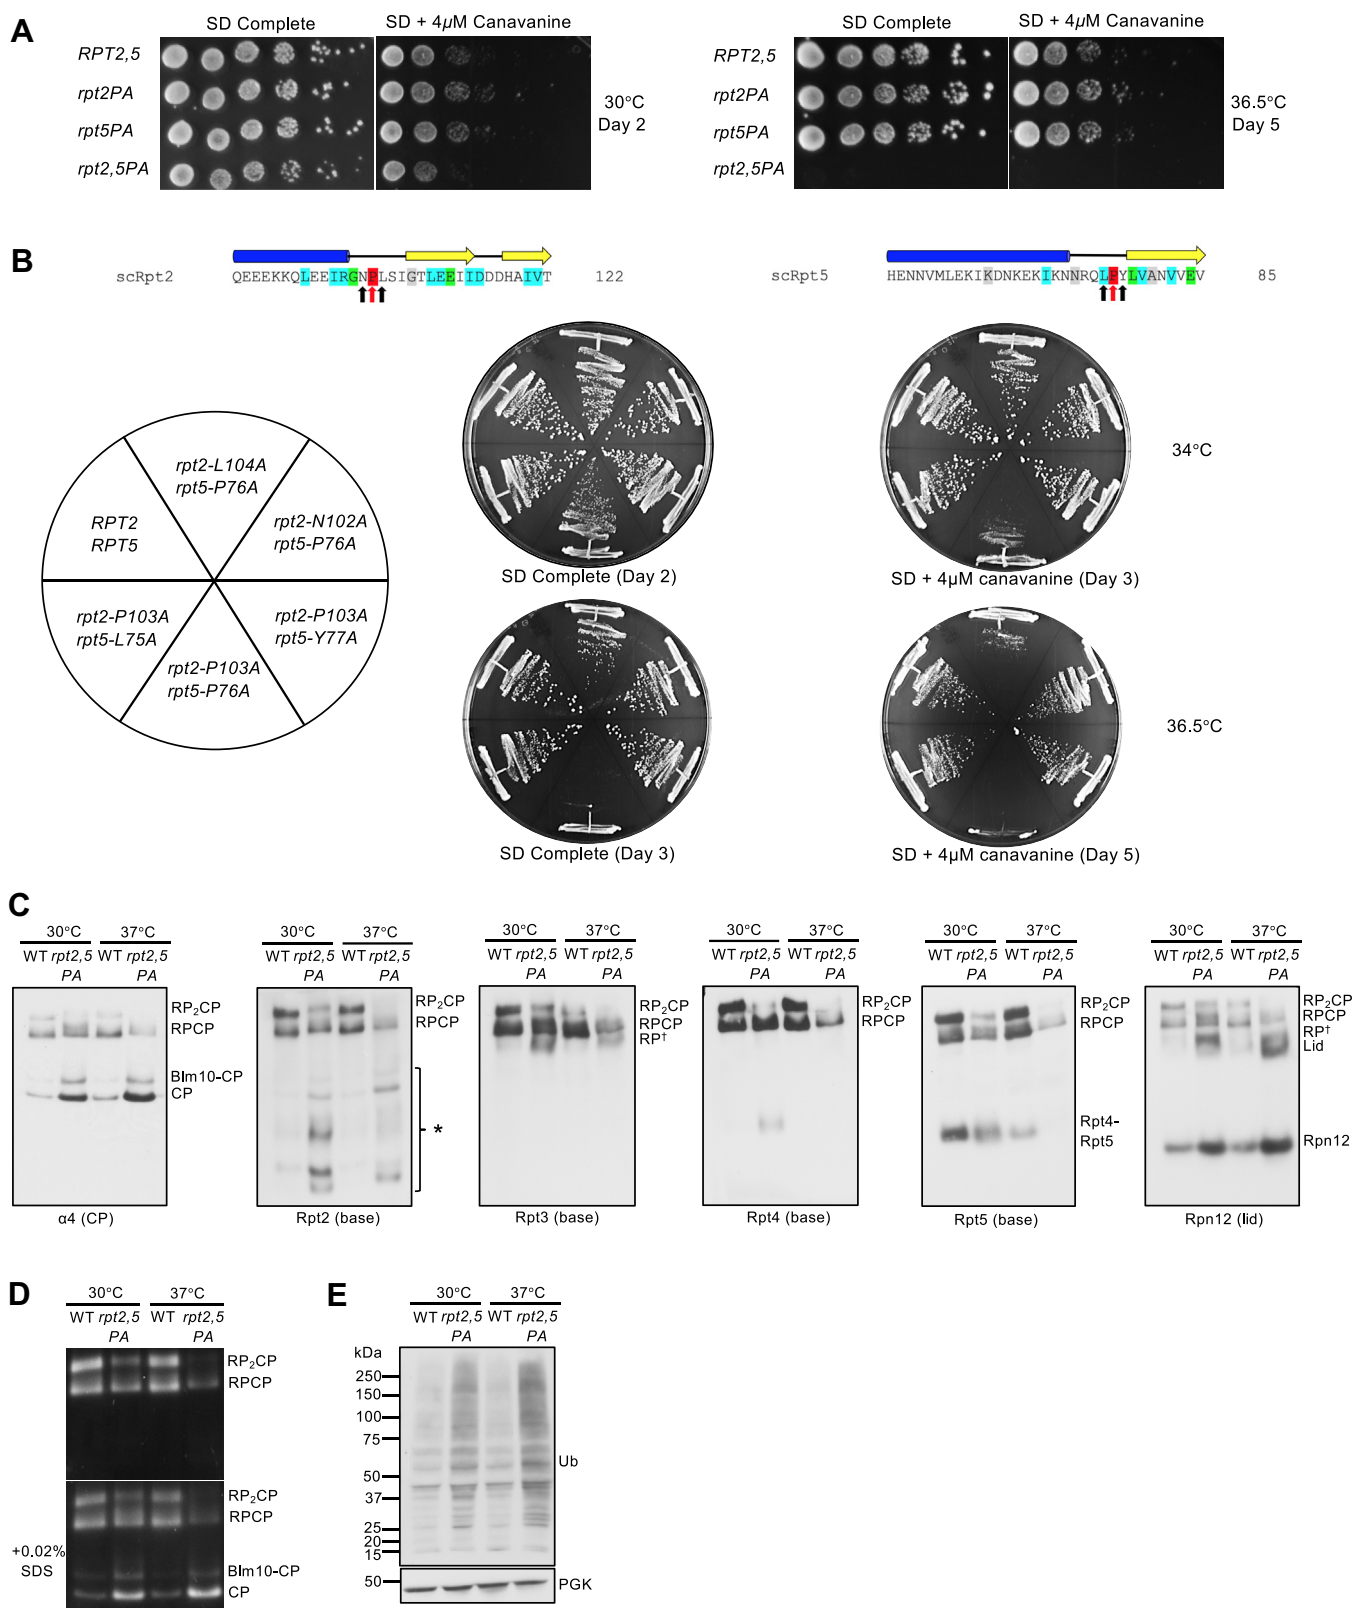 A
SD Complete
SD + 4µM Canavanine
RPT2,5
rpt2PA
rpt5PA
rpt2,5PA
30°C
Day 2
SD Complete
SD + 4µM Canavanine
RPT2,5
rpt2PA
rpt5PA
rpt2,5PA
36.5°C
Day 5
B
scRpt2
QEEEKKQLEEIRGNPLSIGTLEEIIDDDHAIVT
122
scRpt5
HENNVMLEKIKDNKEKIKNNRQLPYLVANVVEV
85
rpt2-L104A
rpt5-P76A
RPT2
RPT5
rpt2-N102A
rpt5-P76A
rpt2-P103A
rpt5-L75A
rpt2-P103A
rpt5-Y77A
rpt2-P103A
rpt5-P76A
SD Complete (Day 2)
SD + 4µM canavanine (Day 3)
34°C
SD Complete (Day 3)
SD + 4µM canavanine (Day 5)
36.5°C
C
30°C 37°C
WT rpt2,5 WT rpt2,5
PA PA
RP2CP
RPCP
Blm10-CP
CP
α4 (CP)
30°C 37°C
WT rpt2,5 WT rpt2,5
PA PA
RP2CP
RPCP
*
Rpt2 (base)
30°C 37°C
WT rpt2,5 WT rpt2,5
PA PA
RP2CP
RPCP
RP†
Rpt3 (base)
30°C 37°C
WT rpt2,5 WT rpt2,5
PA PA
RP2CP
RPCP
Rpt4 (base)
30°C 37°C
WT rpt2,5 WT rpt2,5
PA PA
RP2CP
RPCP
Rpt4-
Rpt5
Rpt5 (base)
30°C 37°C
WT rpt2,5 WT rpt2,5
PA PA
RP2CP
RPCP
RP†
Lid
Rpn12
Rpn12 (lid)
D
30°C 37°C
WT rpt2,5 WT rpt2,5
PA PA
RP2CP
RPCP
+0.02%
SDS
RP2CP
RPCP
Blm10-CP
CP
E
30°C 37°C
WT rpt2,5 WT rpt2,5
PA PA
kDa
250
150
100
75
50
37
25
20
15
Ub
50
PGK